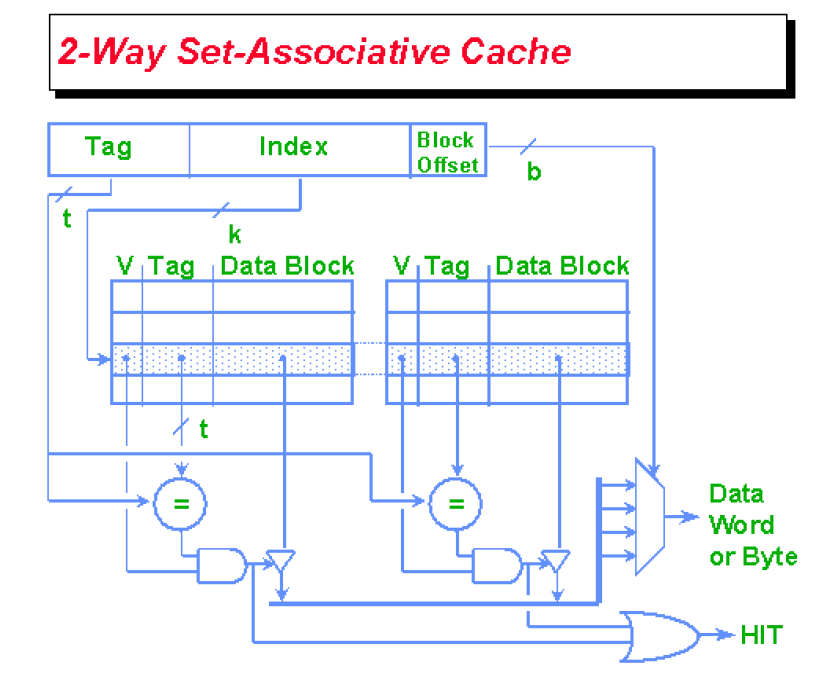 2-Way Set-Associative Cache
Tag Index Block
Offset
b
t
k
V Tag Data Block V Tag Data Block
t
= =
Data
Word
or Byte
HIT